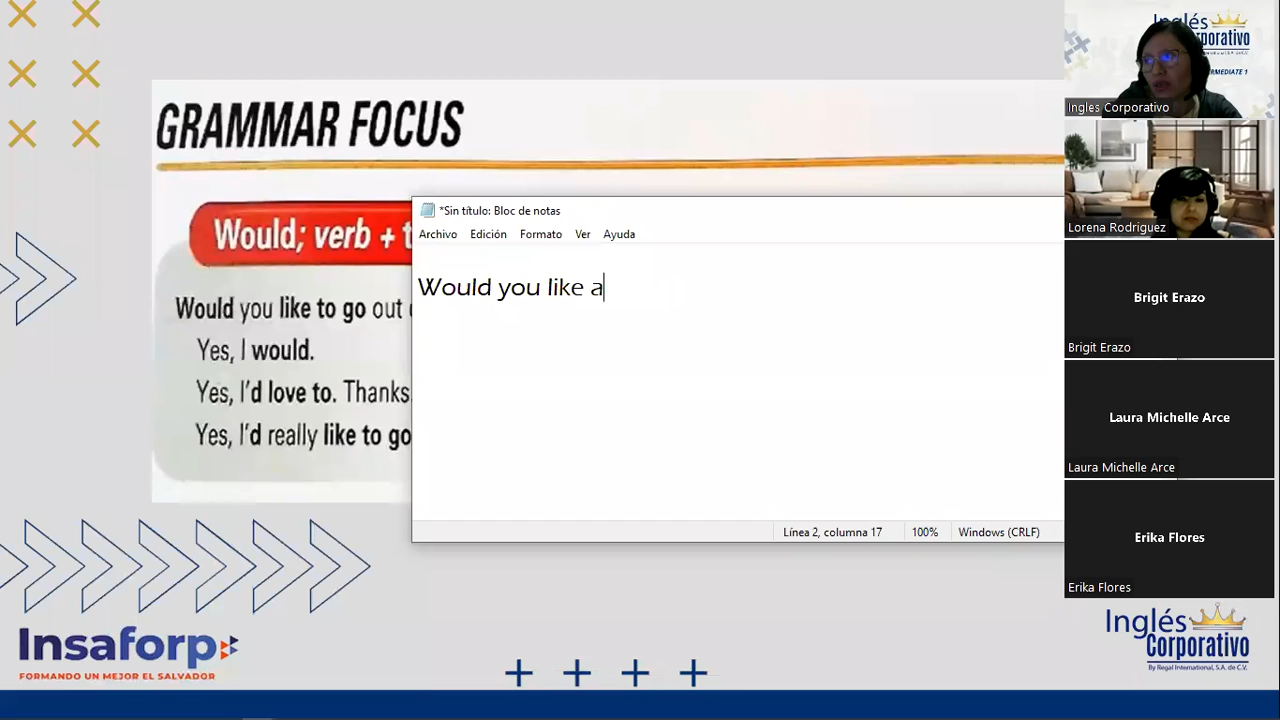 GRAMMAR FOCUS
Would; verb + t
Would you like to go out
Yes, I would.
Yes, I'd love to. Thanks.
Yes, I'd really like to go
*Sin título: Bloc de notas
Archivo Edición Formato Ver Ayuda
Would you like a
Línea 2, columna 17 100% Windows (CRLF)
Inglés
Corporativo
Ingles Corporativo
Lorena Rodriguez
Brigit Erazo
Brigit Erazo
Laura Michelle Arce
Laura Michelle Arce
Erika Flores
Erika Flores
Insaforp
FORMANDO UN MEJOR EL SALVADOR
Inglés
Corporativo
By Regal International, S.A. de C.V.